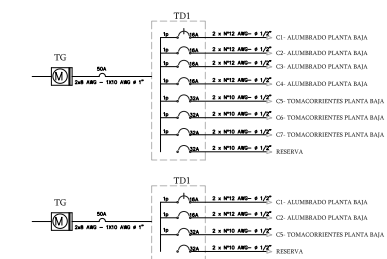 TD1
1p 16A 2 x Nº12 AWG- ø 1/2" C1- ALUMBRADO PLANTA BAJA
16A 2 x Nº12 AWG- ø 1/2" C2- ALUMBRADO PLANTA BAJA
1p 16A 2 x Nº12 AWG- ø 1/2" C3- ALUMBRADO PLANTA BAJA
TG
M
50A
2x8 AWG - 1X10 AWG ø 1"
1p 16A 2 x Nº12 AWG- ø 1/2" C4- ALUMBRADO PLANTA BAJA
1p 32A 2 x Nº10 AWG- ø 1/2" C5- TOMACORRIENTES PLANTA BAJA
1p 32A 2 x Nº10 AWG- ø 1/2" C6- TOMACORRIENTES PLANTA BAJA
1p 32A 2 x Nº10 AWG- ø 1/2" C7- TOMACORRIENTES PLANTA BAJA
1p 32A 2 x Nº10 AWG- ø 1/2" RESERVA
TD1
1p 16A 2 x Nº12 AWG- ø 1/2" C1- ALUMBRADO PLANTA BAJA
TG
M
50A
2x8 AWG - 1X10 AWG ø 1"
1p 16A 2 x Nº12 AWG- ø 1/2" C2- ALUMBRADO PLANTA BAJA
1p 32A 2 x Nº10 AWG- ø 1/2" C5- TOMACORRIENTES PLANTA BAJA
1p 32A 2 x Nº10 AWG- ø 1/2" RESERVA